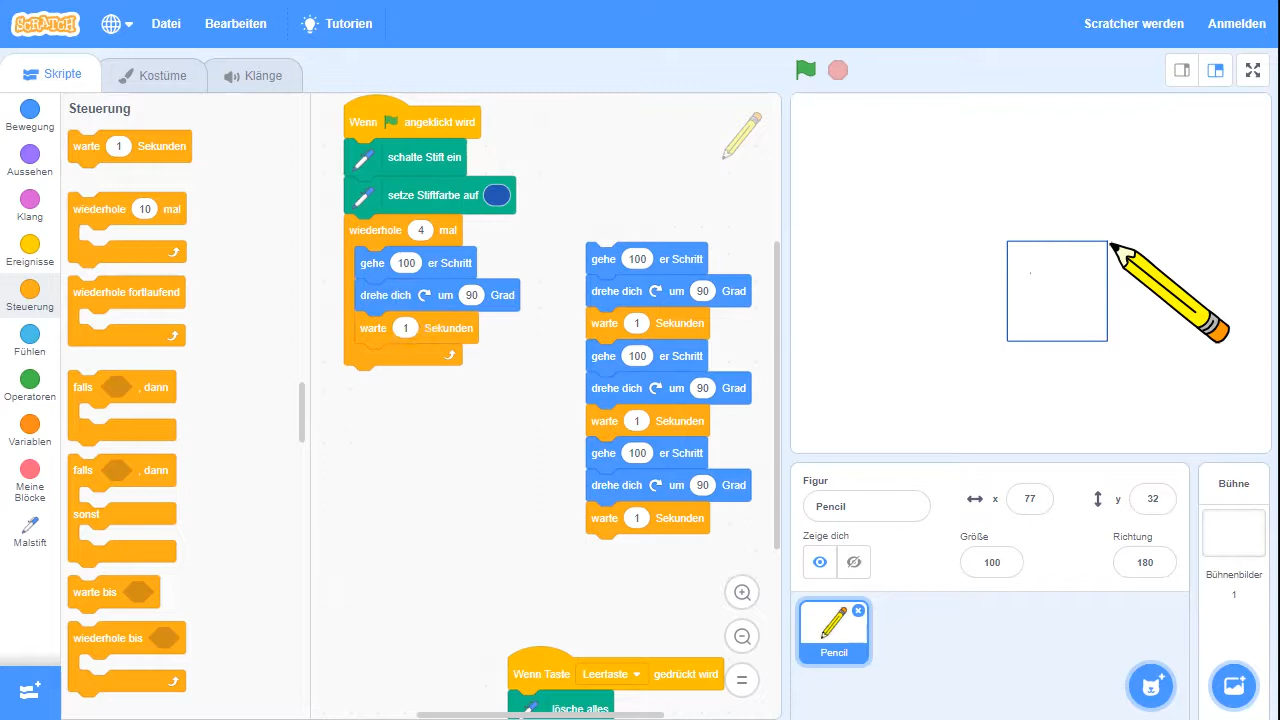 SCRATCH Datei Bearbeiten Tutorien Scratcher werden Anmelden
Skripte Kostüme Klänge
Bewegung
Aussehen
Klang
Ereignisse
Steuerung
Fühlen
Operatoren
Variablen
Meine
Blöcke
Malstift
Steuerung
warte 1 Sekunden
wiederhole 10 mal
wiederhole fortlaufend
falls , dann
falls , dann
sonst
warte bis
wiederhole bis
Wenn angeklickt wird
schalte Stift ein
setze Stiftfarbe auf
wiederhole 4 mal
gehe 100 er Schritt
drehe dich um 90 Grad
warte 1 Sekunden
gehe 100 er Schritt
drehe dich um 90 Grad
warte 1 Sekunden
gehe 100 er Schritt
drehe dich um 90 Grad
warte 1 Sekunden
gehe 100 er Schritt
drehe dich um 90 Grad
warte 1 Sekunden
Wenn Taste Leertaste gedrückt wird
lösche alles
Figur
Pencil x 77 y 32
Zeige dich Größe Richtung
100 180
Pencil
Bühne
Bühnenbilder
1